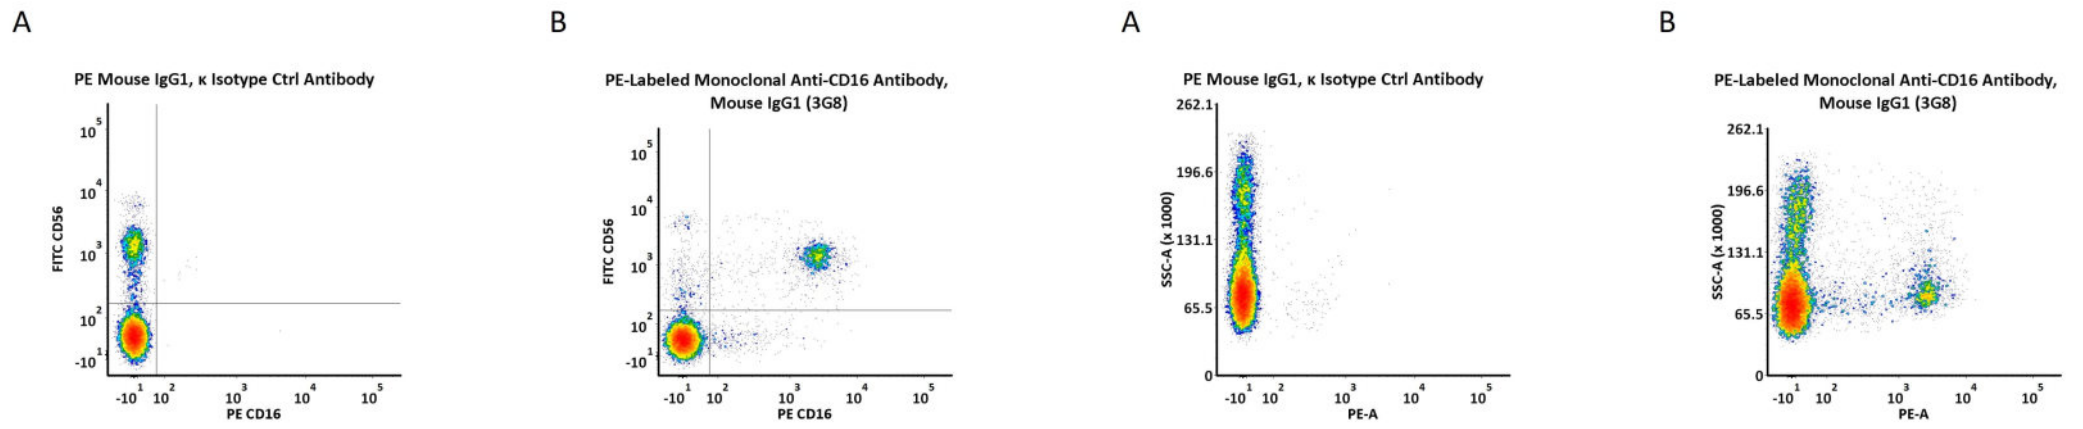 A
B
A
B
PE Mouse IgG1, κ Isotype Ctrl Antibody
FITC CD56
10 5
10 4
10 3
10 2
-10 1
-10 1 10 2 10 3 10 4 10 5
PE CD16
PE-Labeled Monoclonal Anti-CD16 Antibody,
Mouse IgG1 (3G8)
FITC CD56
10 5
10 4
10 3
10 2
-10 1
-10 1 10 2 10 3 10 4 10 5
PE CD16
PE Mouse IgG1, κ Isotype Ctrl Antibody
SSC-A (x 1000)
262.1
196.6
131.1
65.5
0
-10 1 10 2 10 3 10 4 10 5
PE-A
PE-Labeled Monoclonal Anti-CD16 Antibody,
Mouse IgG1 (3G8)
SSC-A (x 1000)
262.1
196.6
131.1
65.5
0
-10 1 10 2 10 3 10 4 10 5
PE-A